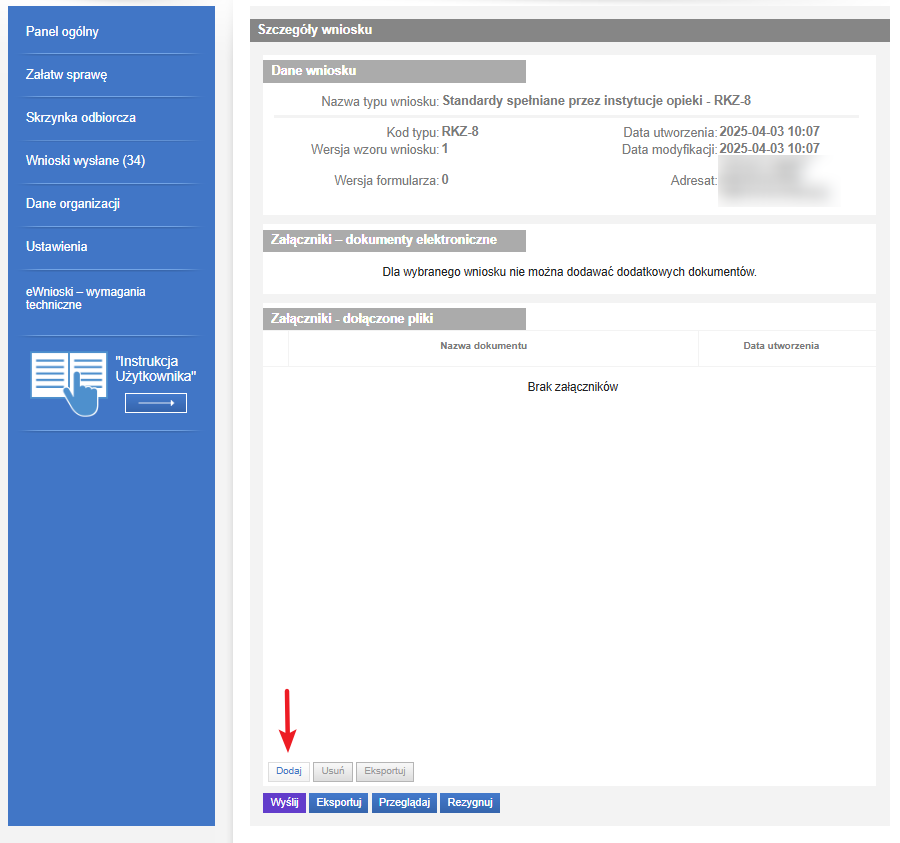 Panel ogólny
Załatw sprawę
Skrzynka odbiorcza
Wnioski wysłane (34)
Dane organizacji
Ustawienia
eWnioski – wymagania
techniczne
"Instrukcja
Użytkownika"
Szczegóły wniosku
Dane wniosku
Nazwa typu wniosku: Standardy spełniane przez instytucje opieki - RKZ-8
Kod typu: RKZ-8 Data utworzenia: 2025-04-03 10:07
Wersja wzoru wniosku: 1 Data modyfikacji: 2025-04-03 10:07
Wersja formularza: 0 Adresat:
Załączniki – dokumenty elektroniczne
Dla wybranego wniosku nie można dodawać dodatkowych dokumentów.
Załączniki - dołączone pliki
Nazwa dokumentu Data utworzenia
Brak załączników
Dodaj Usuń Eksportuj
Wyślij Eksportuj Przeglądaj Rezygnuj